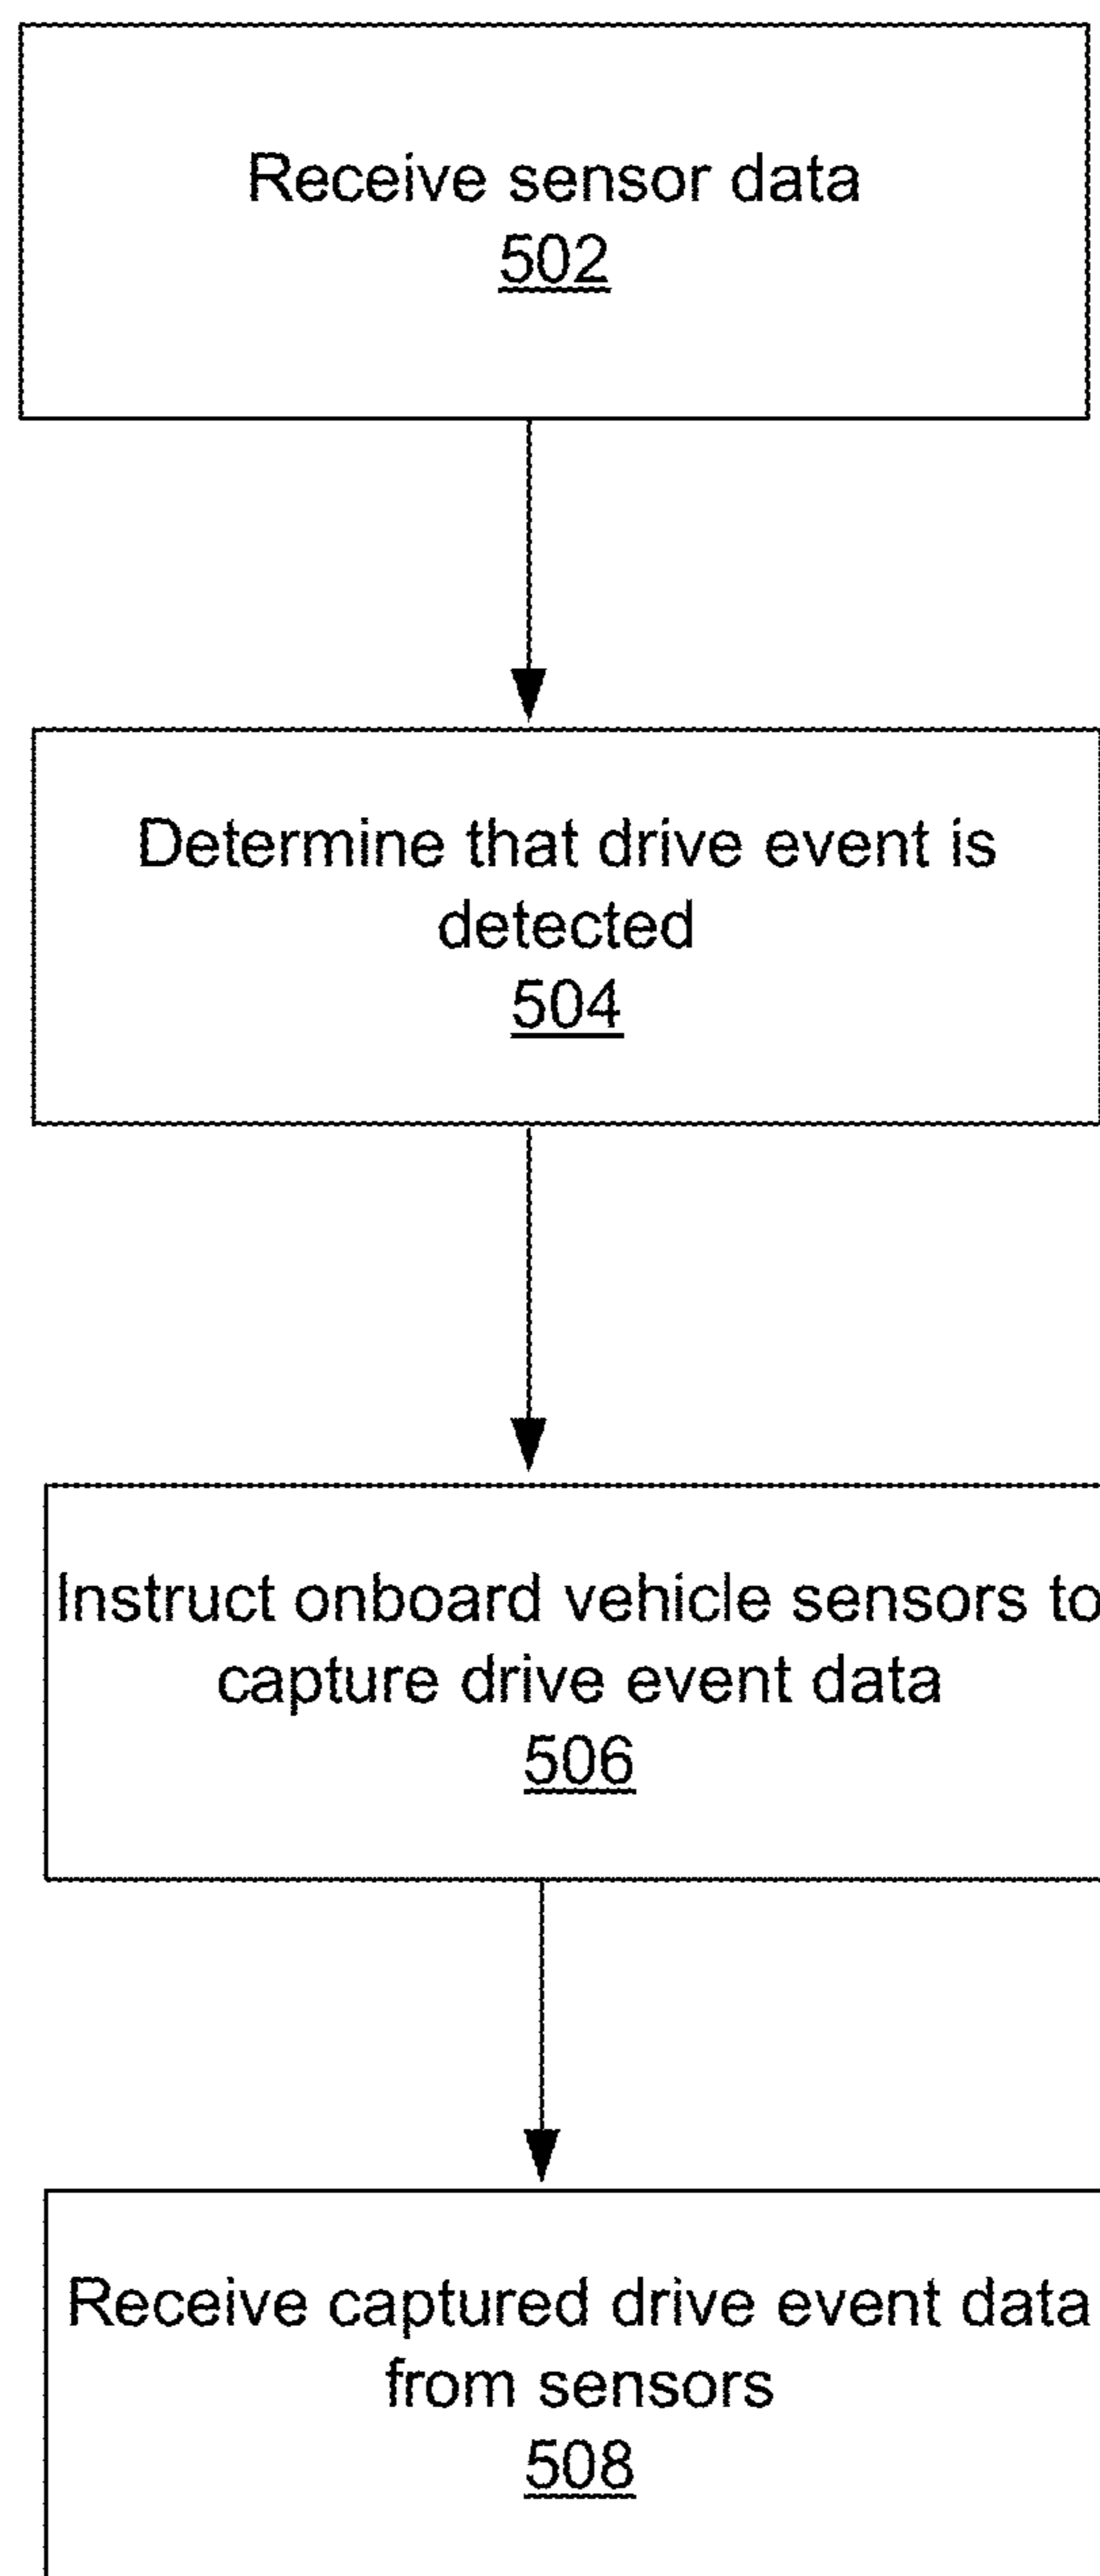 Receive sensor data
502
Determine that drive event is
detected
504
Instruct onboard vehicle sensors to
capture drive event data
506
Receive captured drive event data
from sensors
508